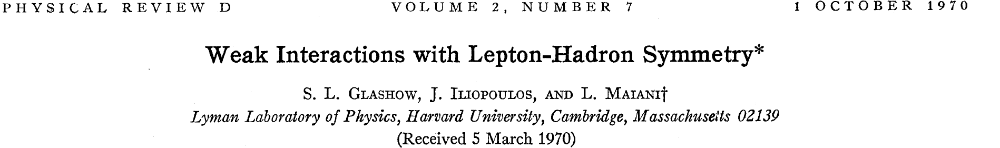 PHYSICAL REVIEW D VOLUME 2, NUMBER 7 1 OCTOBER 1970
Weak Interactions with Lepton-Hadron Symmetry*
S. L. GLASHOW, J. ILIOPOULOS, AND L. MAIANI†
Lyman Laboratory of Physics, Harvard University, Cambridge, Massachusetts 02139
(Received 5 March 1970)